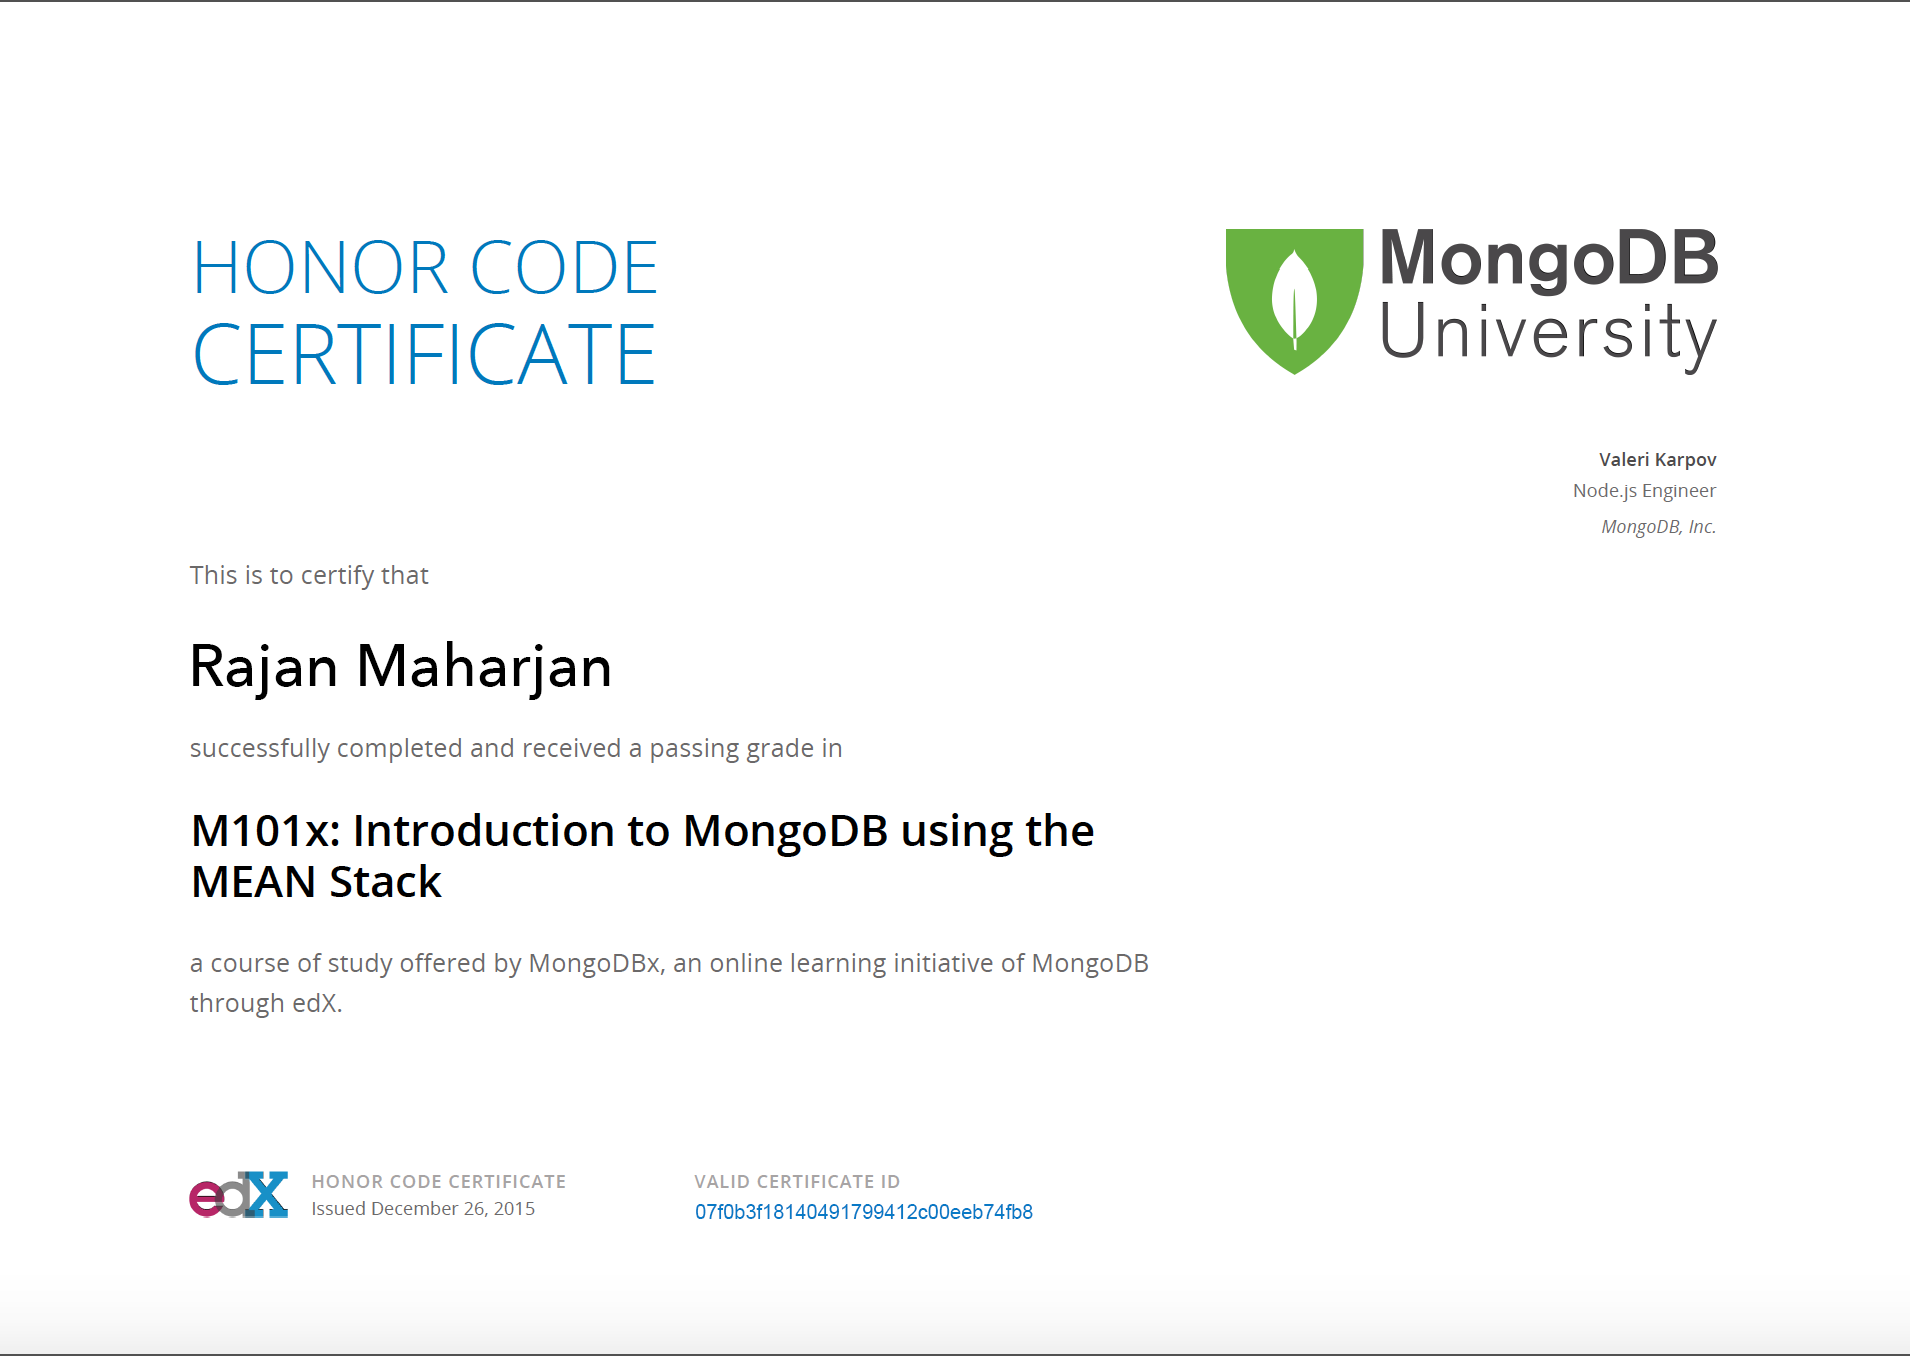 HONOR CODE
CERTIFICATE
MongoDB
University
Valeri Karpov
Node.js Engineer
MongoDB, Inc.
This is to certify that
Rajan Maharjan
successfully completed and received a passing grade in
M101x: Introduction to MongoDB using the
MEAN Stack
a course of study offered by MongoDBx, an online learning initiative of MongoDB
through edX.
edX
HONOR CODE CERTIFICATE
Issued December 26, 2015
VALID CERTIFICATE ID
07f0b3f18140491799412c00eeb74fb8